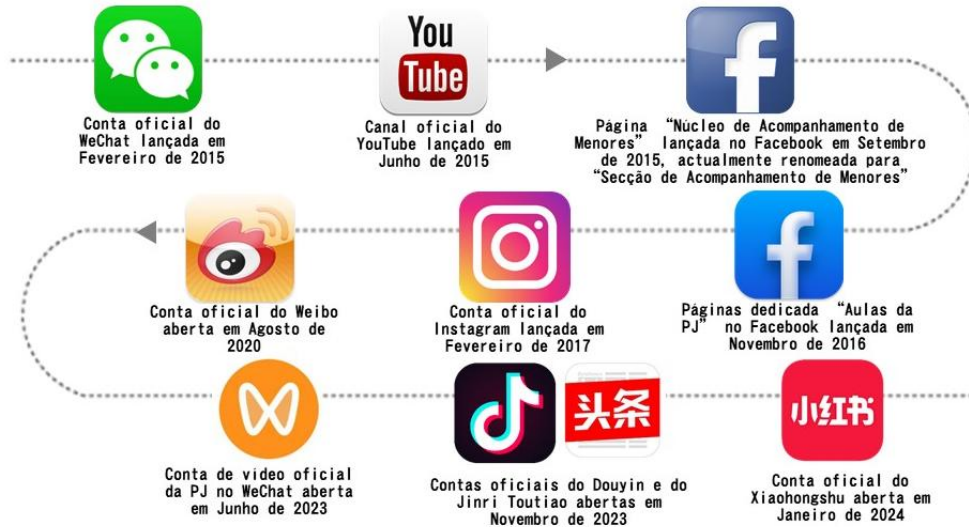 You
Tube
Conta oficial do
WeChat lançada em
Fevereiro de 2015
Canal oficial do
YouTube lançado em
Junho de 2015
Página “Núcleo de Acompanhamento de
Menores” lançada no Facebook em Setembro
de 2015, actualmente renomeada para
“Secção de Acompanhamento de Menores”
Páginas dedicada “Aulas da
PJ” no Facebook da lançada em
Novembro de 2016
Conta oficial do
Instagram lançada em
Fevereiro de 2017
Conta oficial do Weibo
aberta em Agosto de
2020
Conta de vídeo oficial
da PJ no WeChat aberta
em Junho de 2023
头条
Contas oficiais do Douyin e do
Jinri Toutiao abertas em
Novembro de 2023
小红书
Conta oficial do
Xiaohongshu aberta em
Janeiro de 2024